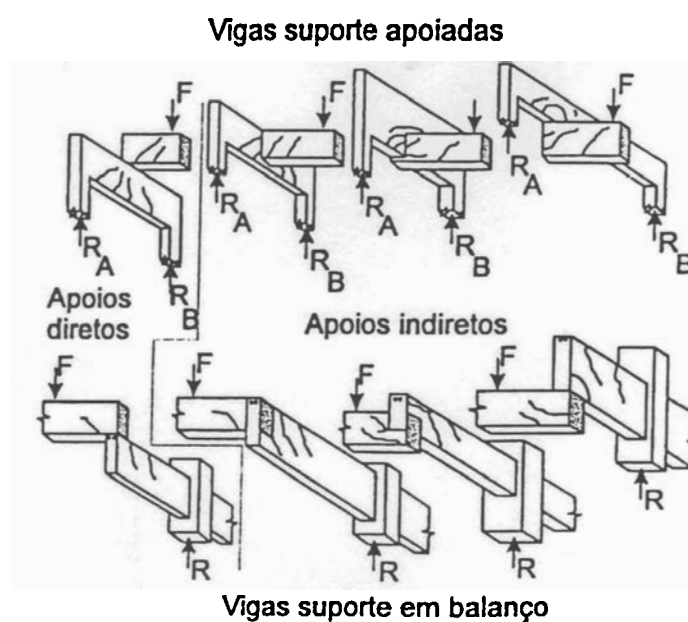 Vigas suporte apoiadas
F
F
F
R
A
R
B
R
A
R
B
R
A
R
B
R
A
R
B
Apoios
diretos
Apoios indiretos
F
F
F
F
R
R
R
R
Vigas suporte em balanço